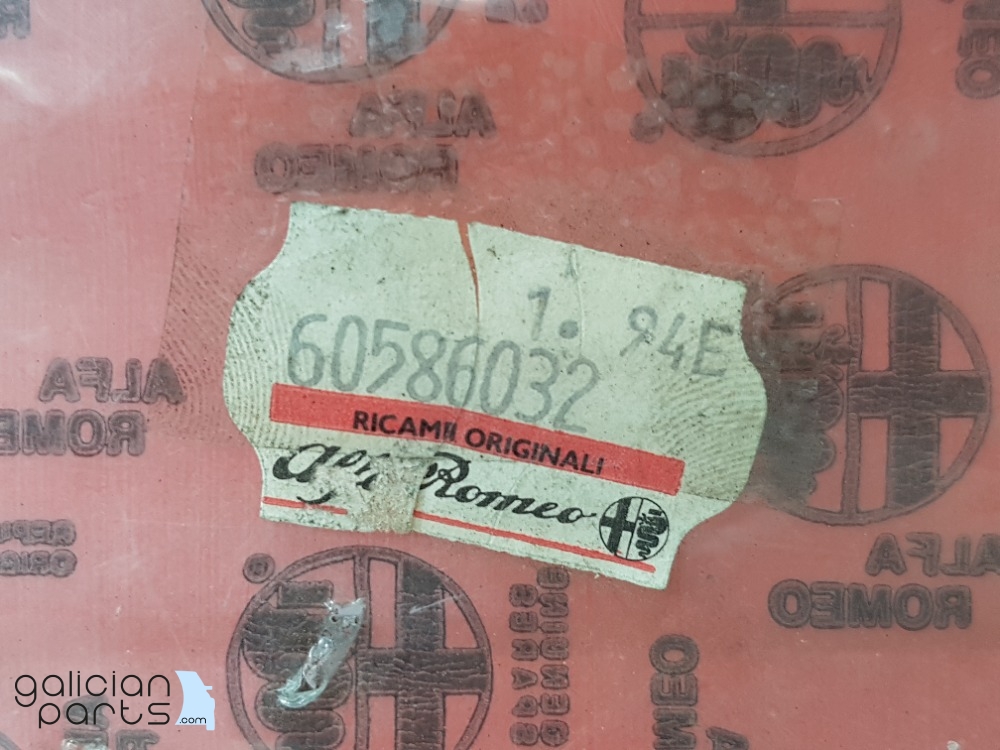 ALFA
ROMEO
1. 94E
60586032
RICAMBI ORIGINALI
Alfa Romeo
ALFA
ROMEO
ALFA
ROMEO
galician
parts.com